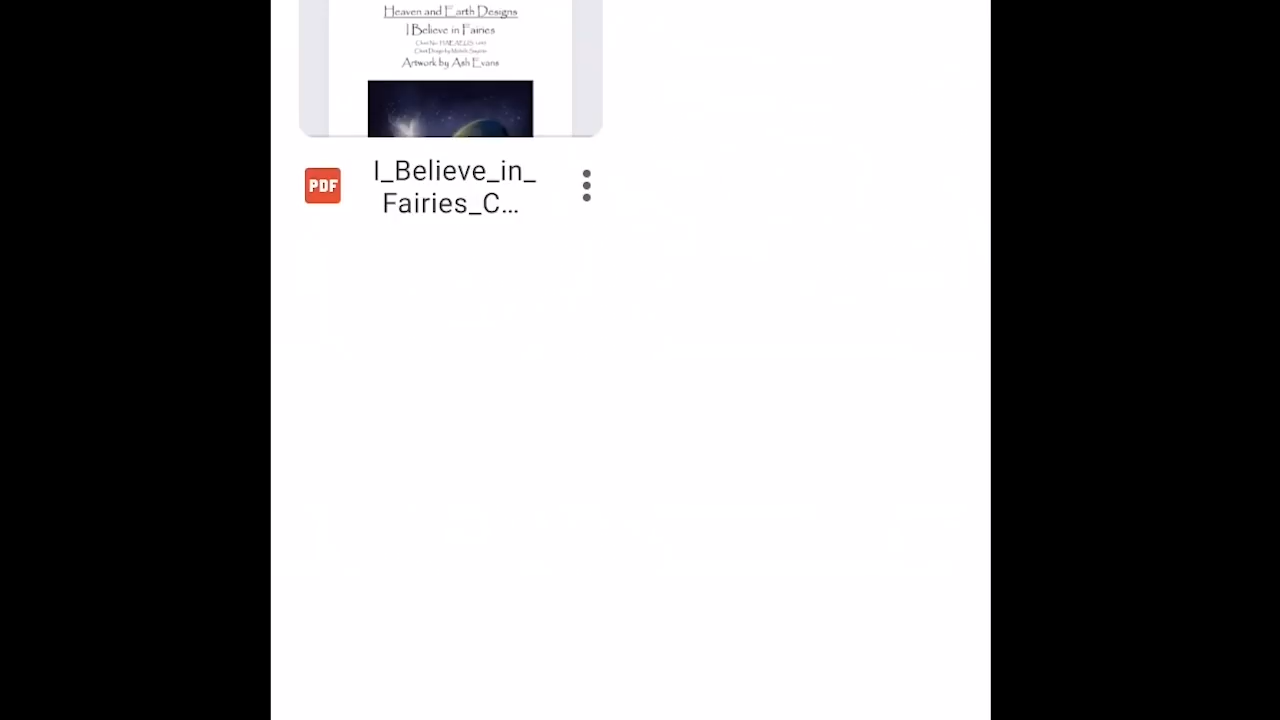 Heaven and Earth Designs
I Believe in Fairies
Artwork by Ash Evans
PDF
I_Believe_in_
Fairies_C...